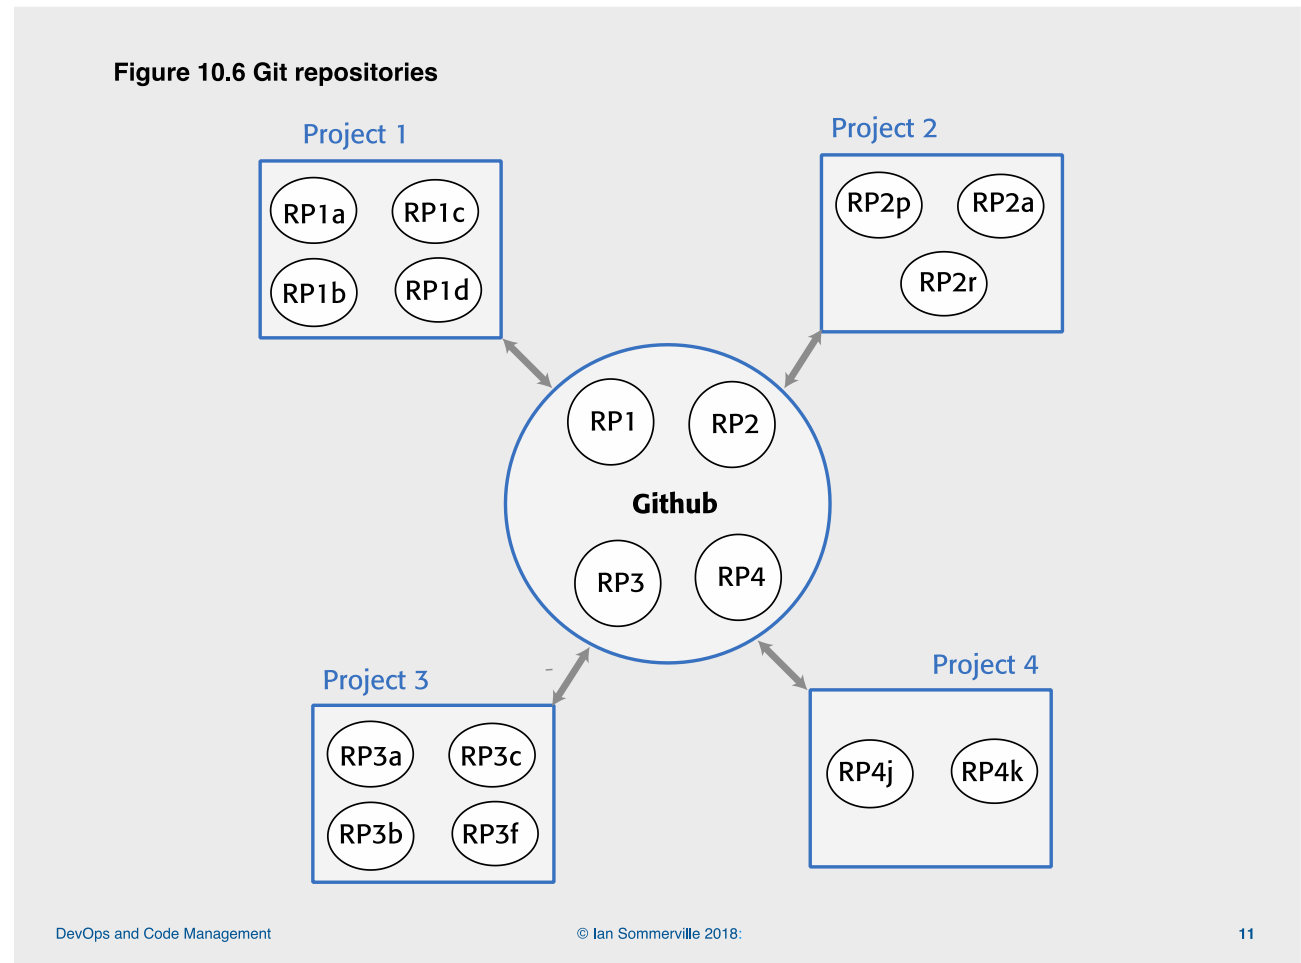 Figure 10.6 Git repositories
Project 1
RP1a
RP1c
RP1b
RP1d
Project 2
RP2p
RP2a
RP2r
RP1
RP2
Github
RP3
RP4
Project 3
RP3a
RP3c
RP3b
RP3f
Project 4
RP4j
RP4k
DevOps and Code Management
© Ian Sommerville 2018:
11